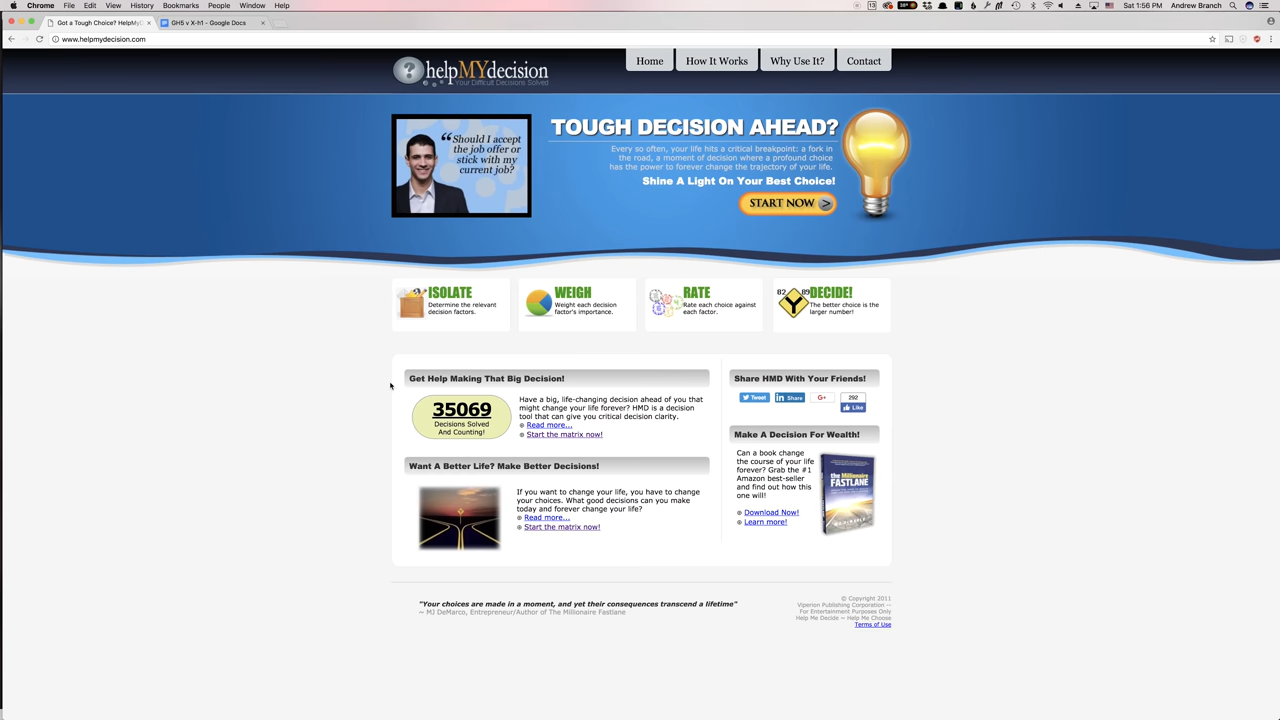 Chrome File Edit View History Bookmarks People Window Help
Sat 1:56 PM Andrew Branch
GH5 v X-h1 - Google Docs
www.helpmydecision.com
helpMYdecision
Your Difficult Decisions Solved
Home How It Works Why Use It? Contact
“Should I accept
the job offer or
stick with my
current job?
TOUGH DECISION AHEAD?
Every so often, your life hits a critical breakpoint: a fork in
the road, a moment of decision where a profound choice
has the power to forever change the trajectory of your life.
Shine A Light On Your Best Choice!
START NOW >
ISOLATE
Determine the relevant
decision factors.
WEIGH
Weight each decision
factor's importance.
RATE
Rate each choice against
each factor.
82 89
DECIDE!
The better choice is the
larger number!
Get Help Making That Big Decision!
35069
Decisions Solved
And Counting!
Have a big, life-changing decision ahead of you that
might change your life forever? HMD is a decision
tool that can give you critical decision clarity.
Read more...
Start the matrix now!
Want A Better Life? Make Better Decisions!
If you want to change your life, you have to change
your choices. What good decisions can you make
today and forever change your life?
Read more...
Start the matrix now!
Share HMD With Your Friends!
Tweet in Share G+ 292
Like
Make A Decision For Wealth!
Can a book change
the course of your life
forever? Grab the #1
Amazon best-seller
and find out how this
one will!
Download Now!
Learn more!
the Millionaire
FASTLANE
"Your choices are made in a moment, and yet their consequences transcend a lifetime"
~ MJ DeMarco, Entrepreneur/Author of The Millionaire Fastlane
© Copyright 2011
Viperion Publishing Corporation --
For Entertainment Purposes Only
Help Me Decide ~ Help Me Choose
Terms of Use